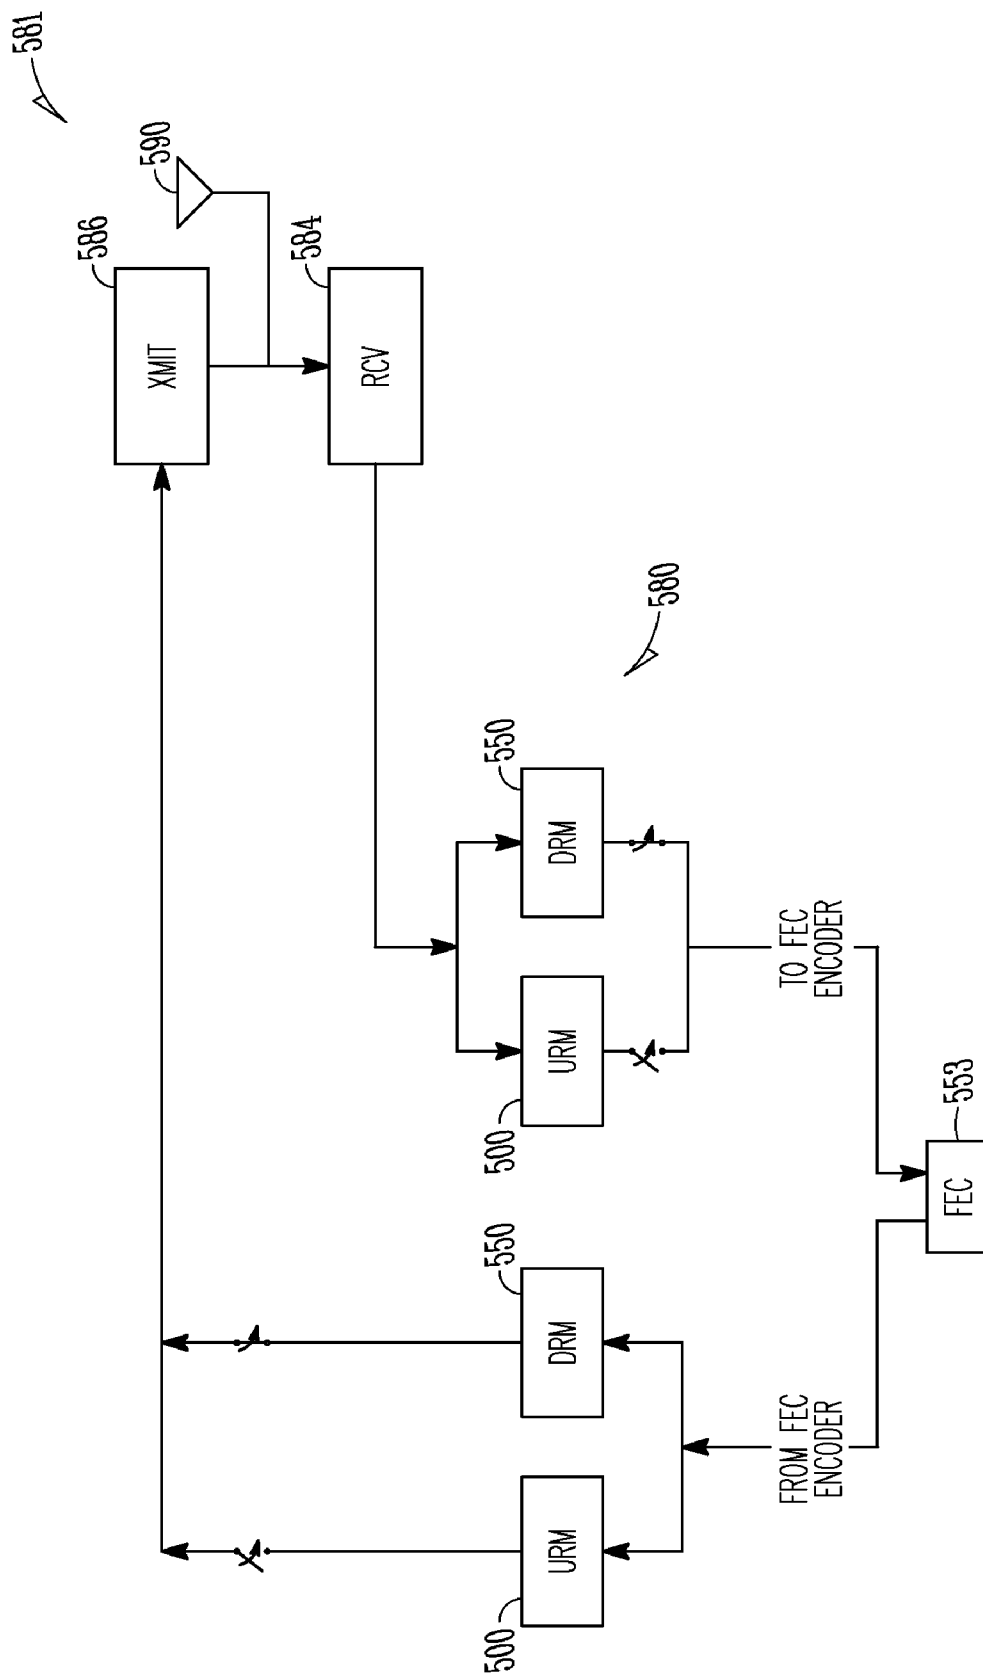 581
590
586
XMIT
584
RCV
580
550
DRM
500
URM
TO FEC
ENCODER
553
FEC
550
DRM
500
URM
FROM FEC
ENCODER